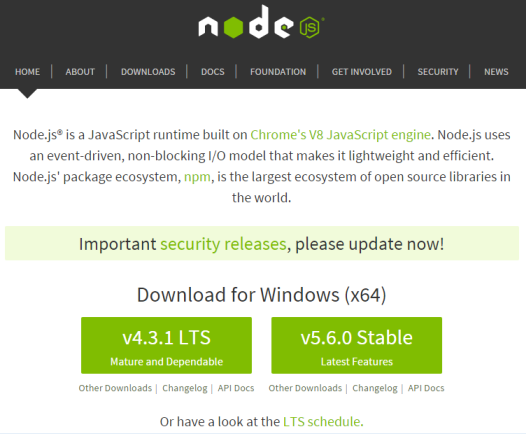 node
JS
HOME | ABOUT | DOWNLOADS | DOCS | FOUNDATION | GET INVOLVED | SECURITY | NEWS
Node.js® is a JavaScript runtime built on Chrome's V8 JavaScript engine. Node.js uses
an event-driven, non-blocking I/O model that makes it lightweight and efficient.
Node.js' package ecosystem, npm, is the largest ecosystem of open source libraries in
the world.
Important security releases, please update now!
Download for Windows (x64)
v4.3.1 LTS
Mature and Dependable
v5.6.0 Stable
Latest Features
Other Downloads | Changelog | API Docs
Other Downloads | Changelog | API Docs
Or have a look at the LTS schedule.